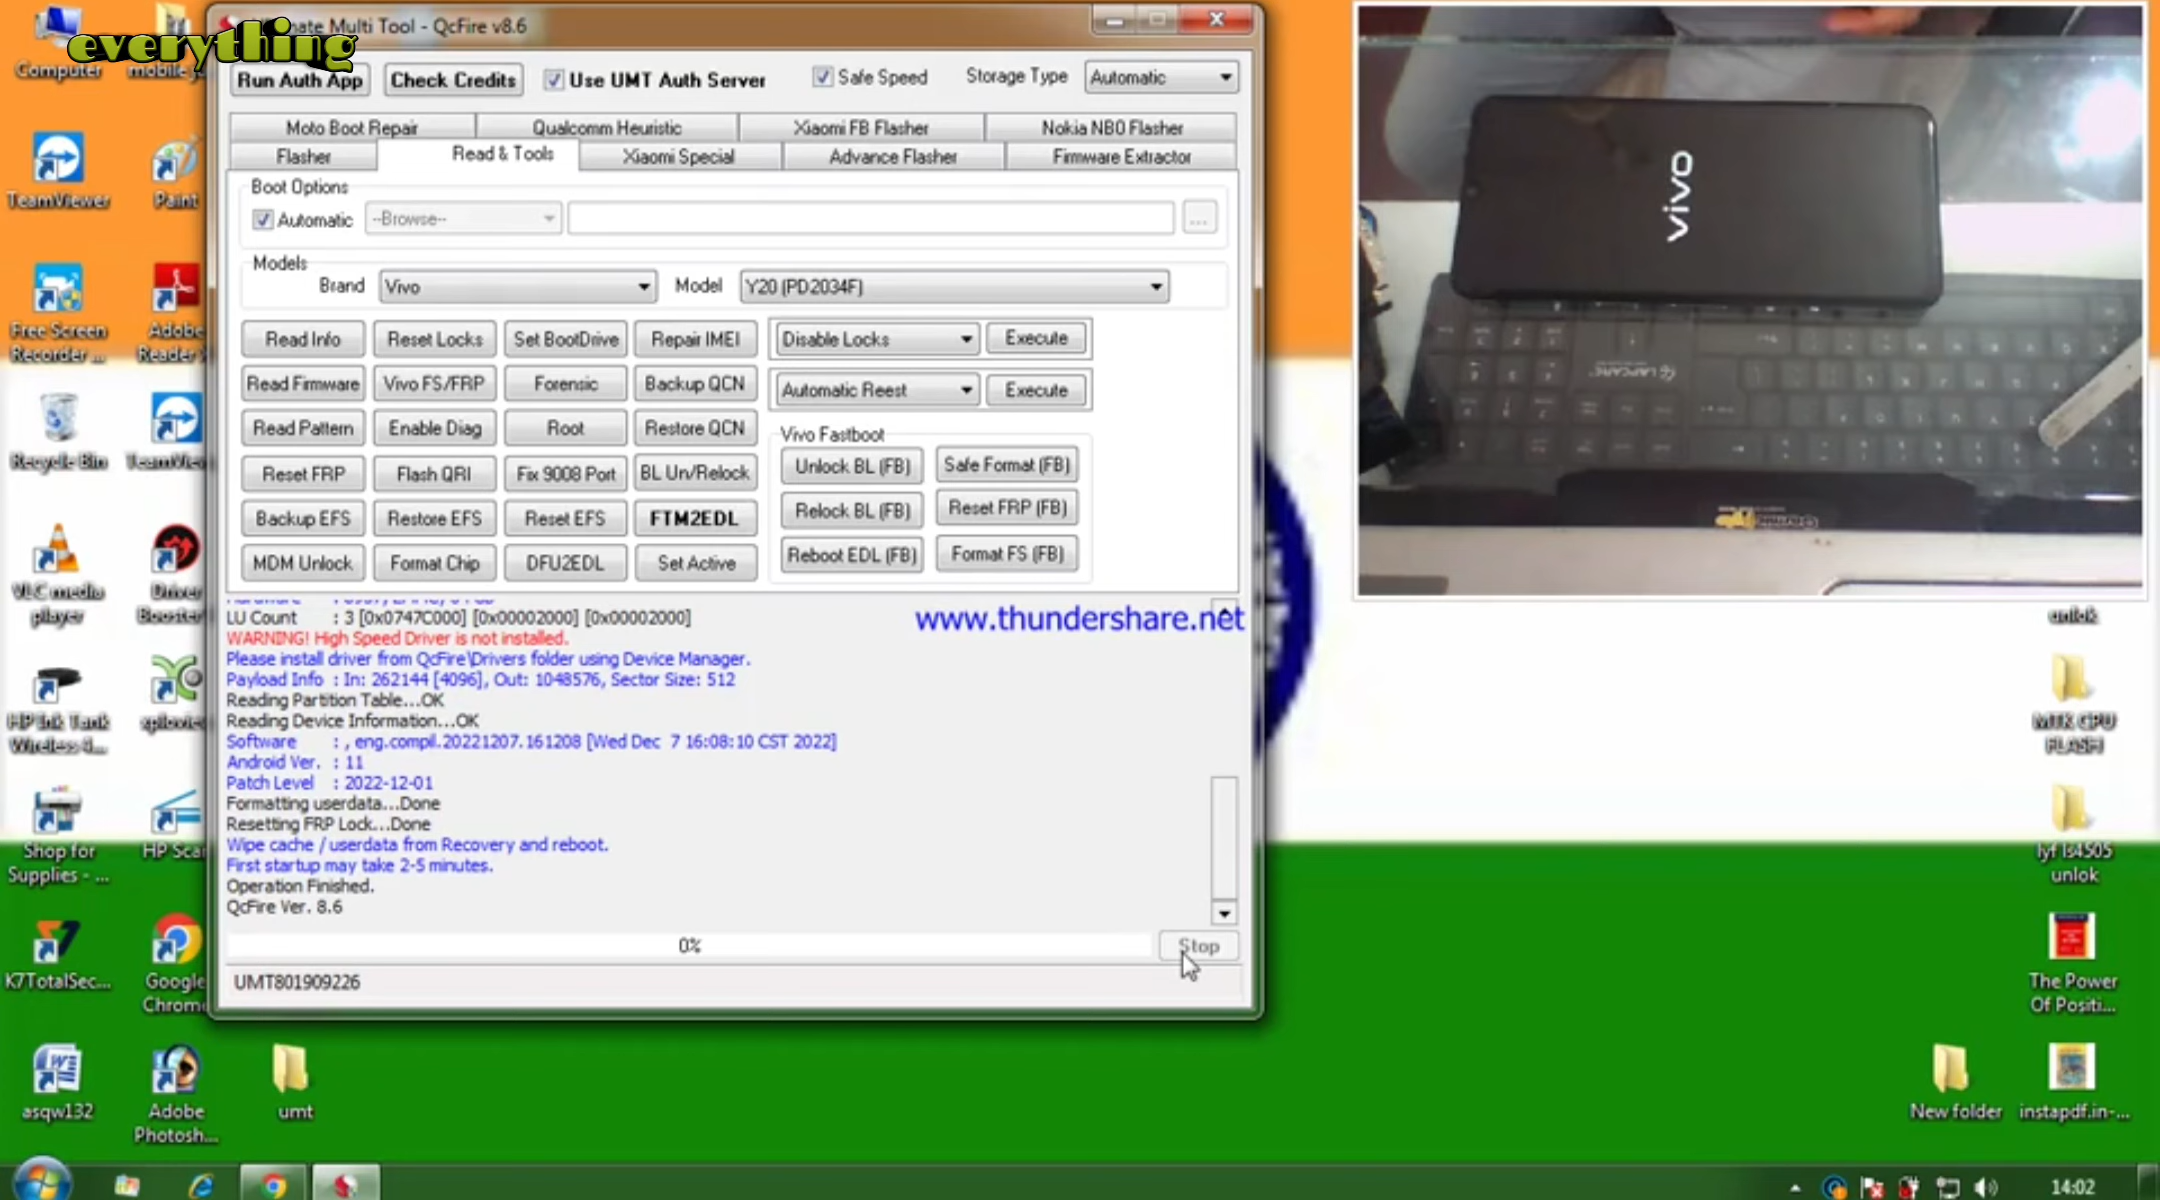 everything
Multi Tool - QcFire v8.6
Computer
Run Auth App
Check Credits
Use UMT Auth Server
Safe Speed
Storage Type
Automatic
Moto Boot Repair
Qualcomm Heuristic
Xiaomi FB Flasher
Nokia NB0 Flasher
Flasher
Read & Tools
Xiaomi Special
Advance Flasher
Firmware Extractor
Boot Options
Automatic
--Browse--
...
Models
Brand
Vivo
Model
Y20 (PD2034F)
Read Info
Reset Locks
Set BootDrive
Repair IMEI
Disable Locks
Execute
Read Firmware
Vivo FS/FRP
Forensic
Backup QCN
Automatic Reest
Execute
Read Pattern
Enable Diag
Root
Restore QCN
Vivo Fastboot
Reset FRP
Flash QRI
Fix 9008 Port
BL Un/Relock
Unlock BL (FB)
Safe Format (FB)
Backup EFS
Restore EFS
Reset EFS
FTM2EDL
Relock BL (FB)
Reset FRP (FB)
MDM Unlock
Format Chip
DFU2EDL
Set Active
Reboot EDL (FB)
Format FS (FB)
LU Count : 3 [0x0747C000] [0x00002000] [0x00002000]
www.thundershare.net
WARNING! High Speed Driver is not installed.
Please install driver from QcFire\Drivers folder using Device Manager.
Payload Info : In: 262144 [4096], Out: 1048576, Sector Size: 512
Reading Partition Table...OK
Reading Device Information...OK
Software : , eng.compil.20221207.161208 [Wed Dec 7 16:08:10 CST 2022]
Android Ver. : 11
Patch Level : 2022-12-01
Formatting userdata...Done
Resetting FRP Lock...Done
Wipe cache / userdata from Recovery and reboot.
First startup may take 2-5 minutes.
Operation Finished.
QcFire Ver. 8.6
0%
Stop
UMT801909226
TeamViewer
Paint
Free Screen
Recorder ...
Adobe
Reader
Recycle Bin
VLC media
player
Driver
Booster
HP Ink Tank
Wireless 4...
Shop for
Supplies - ...
HP Scan
K7TotalSec...
Google
Chrome
asqw132
Adobe
Photosh...
umt
vivo
LAPCARE
unlok
MTK CPU
FLASH
lyf ls4505
unlok
The Power
Of Positi...
New folder
instapdf.in-...
14:02